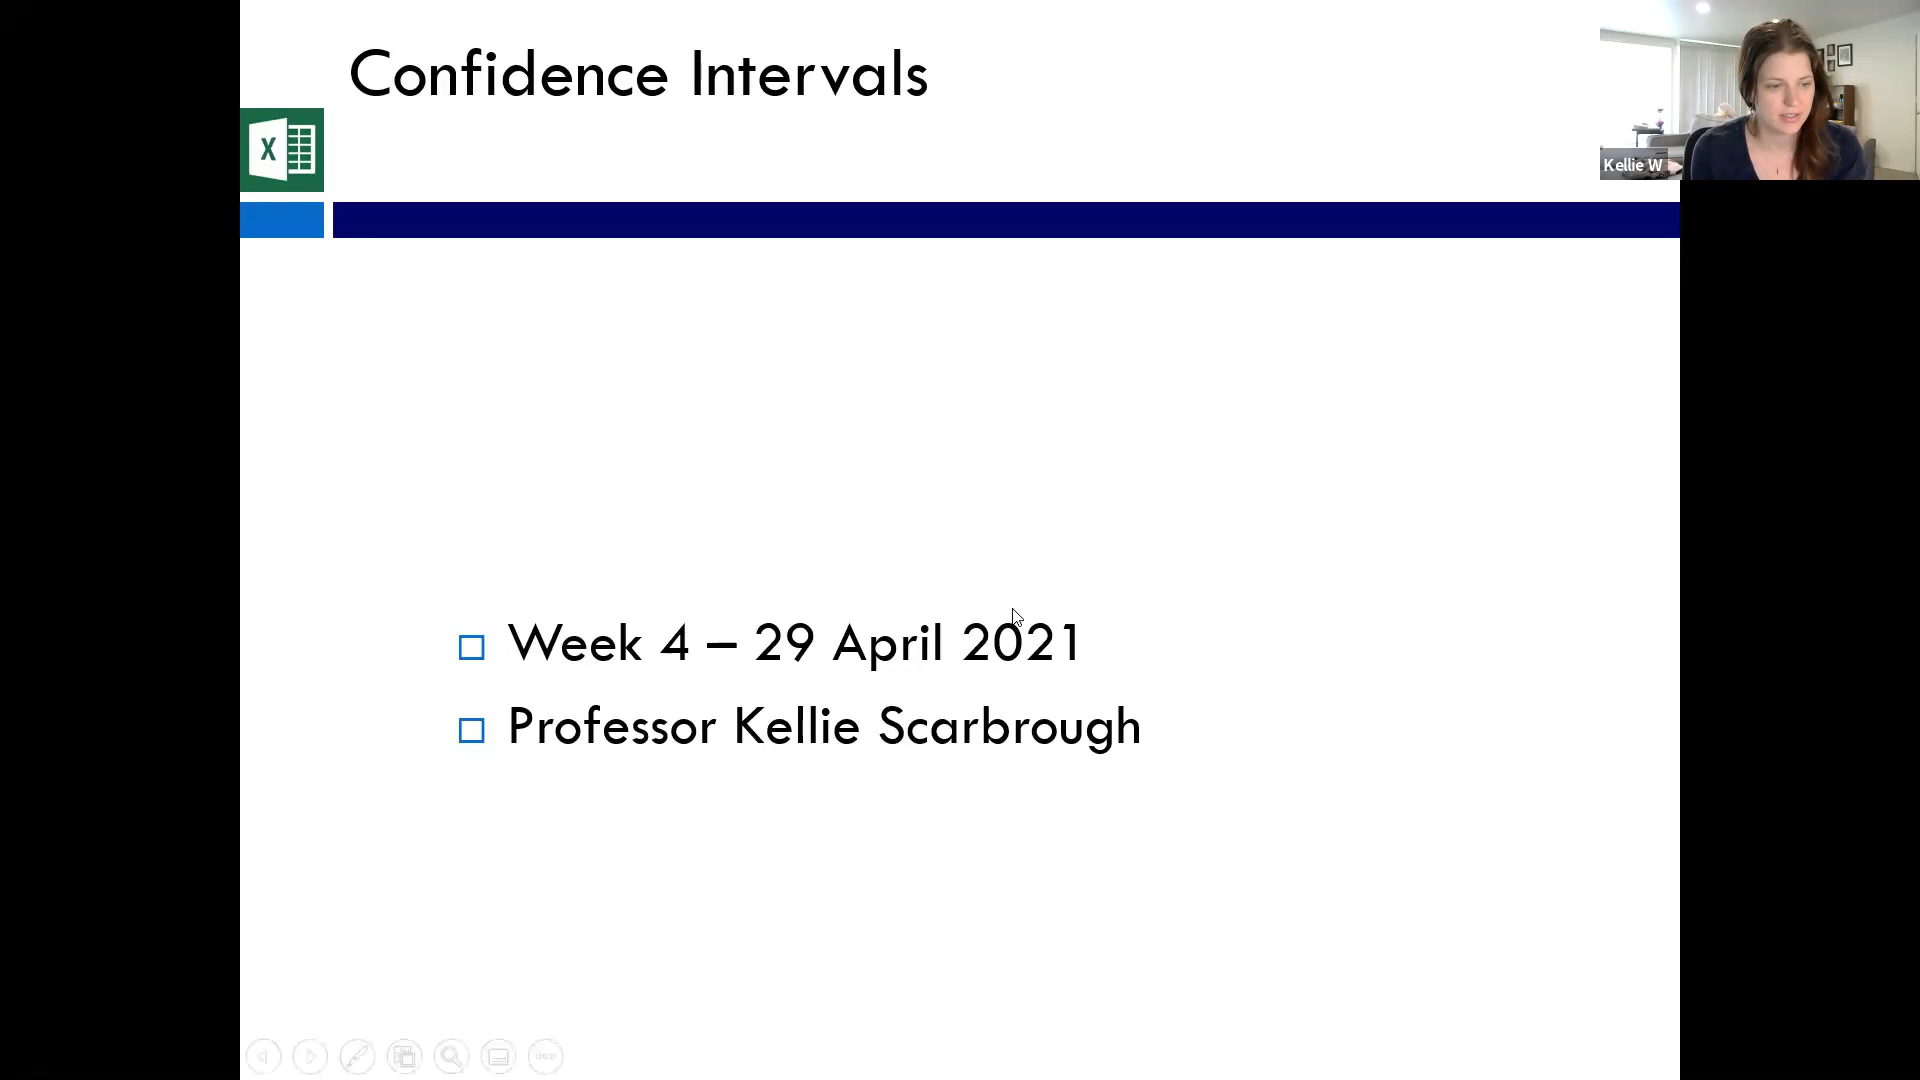 Confidence Intervals
X
Kellie W
Week 4 – 29 April 2021
Professor Kellie Scarbrough